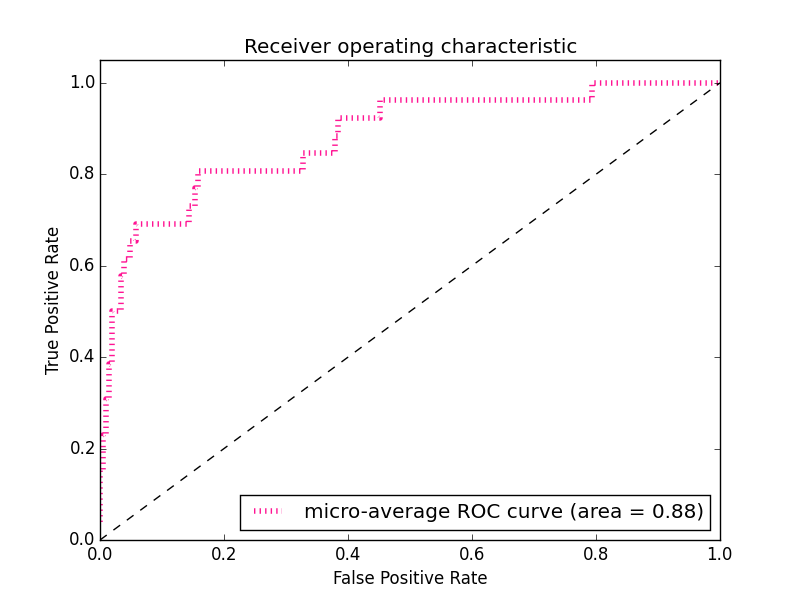 Receiver operating characteristic
True Positive Rate
1.0
0.8
0.6
0.4
0.2
0.0
micro-average ROC curve (area = 0.88)
0.0 0.2 0.4 0.6 0.8 1.0
False Positive Rate